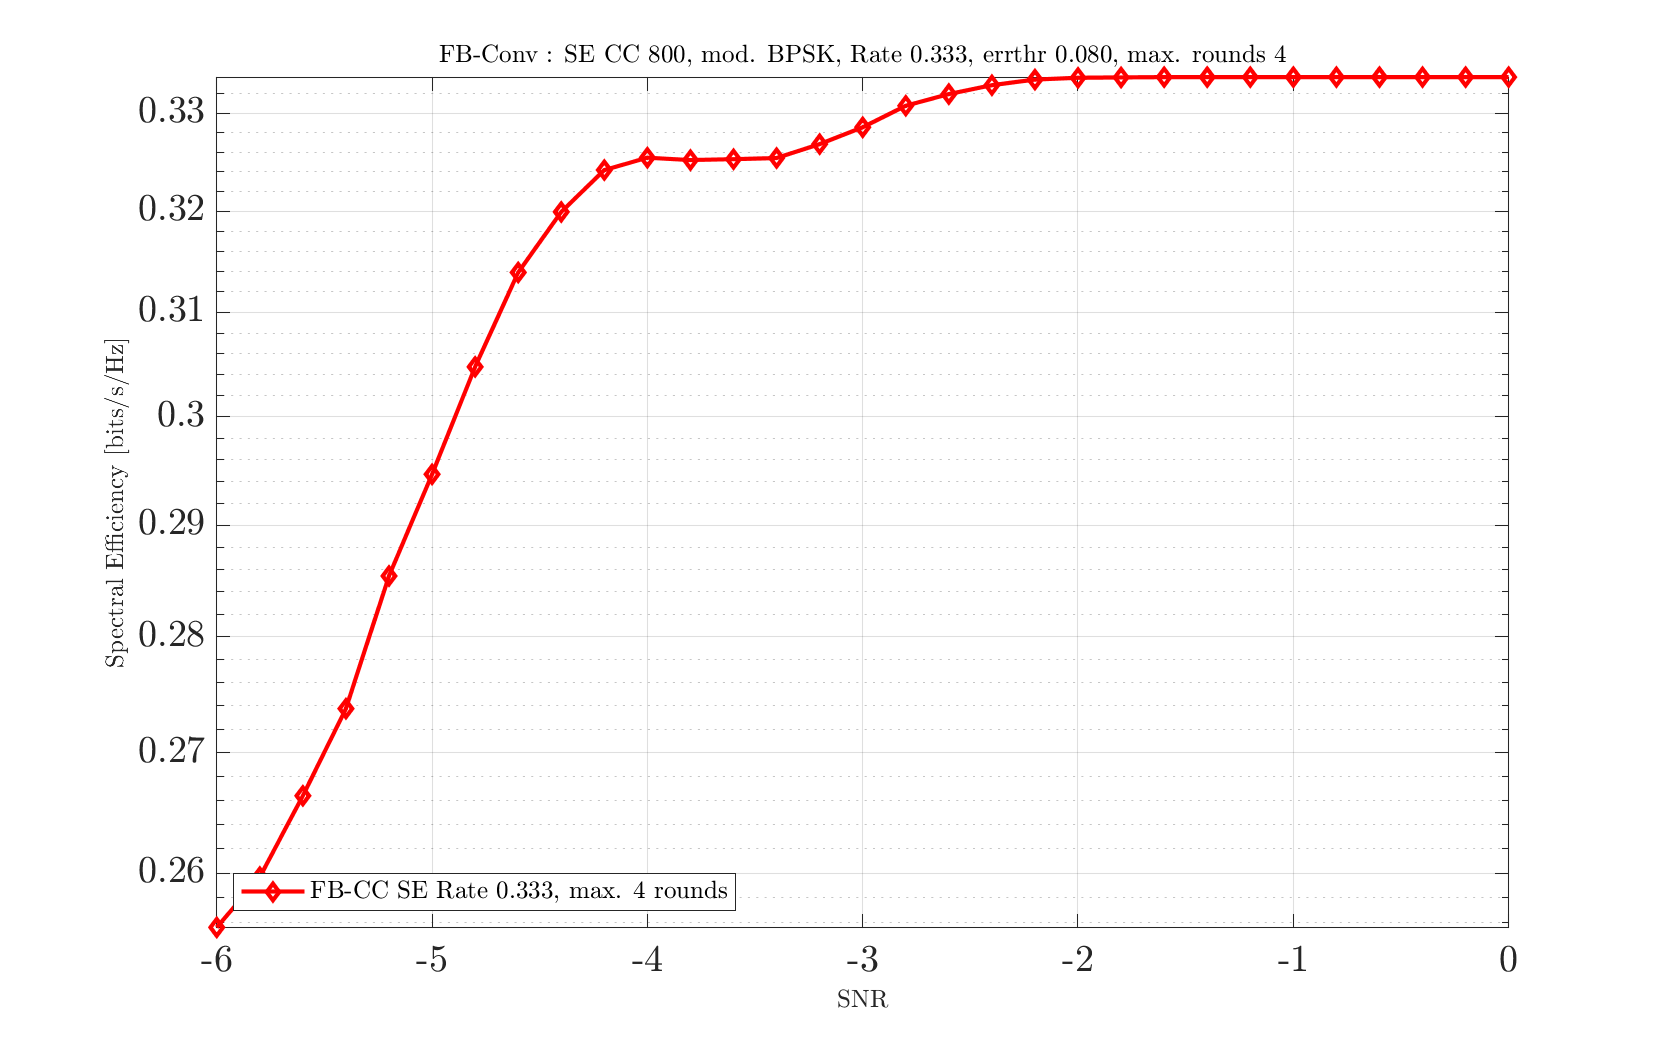 FB-Conv : SE CC 800, mod. BPSK, Rate 0.333, errthr 0.080, max. rounds 4
Spectral Efficiency [bits/s/Hz]
0.33
0.32
0.31
0.3
0.29
0.28
0.27
0.26
FB-CC SE Rate 0.333, max. 4 rounds
-6 -5 -4 -3 -2 -1 0
SNR